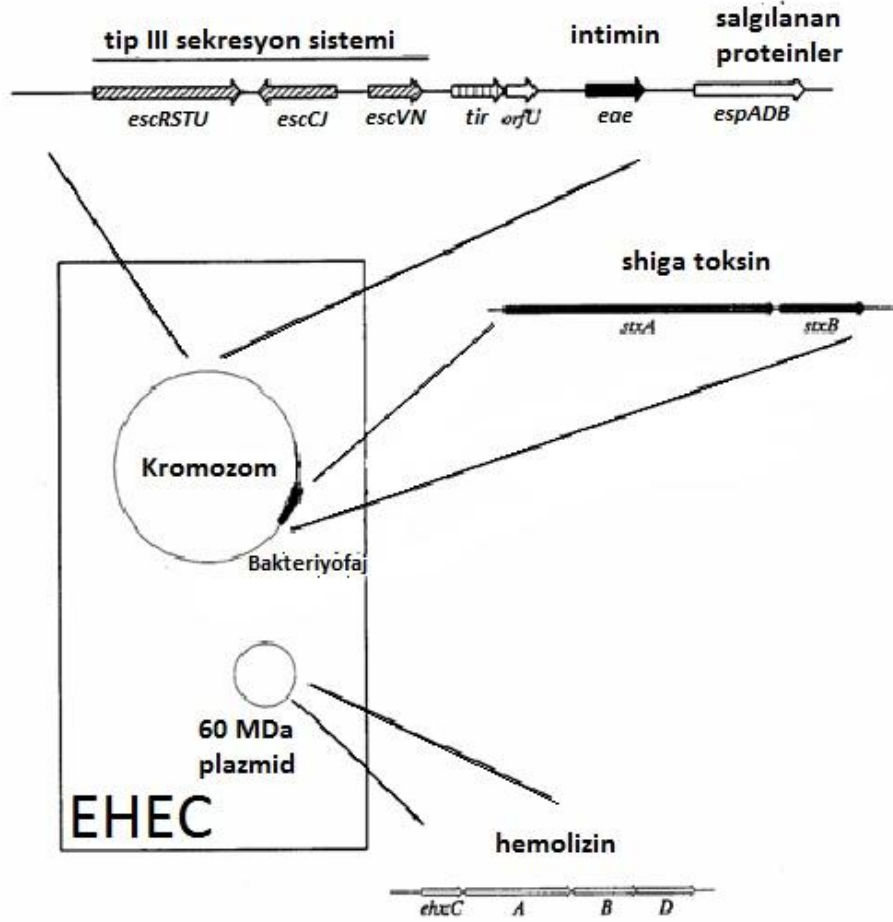 tip III sekresyon sistemi
intimin
salgılanan
proteinler
escRSTU escCJ escVN tir orfU eae espADB
shiga toksin
stxA stxB
Kromozom
Bakteriyofaj
60 MDa
plazmid
EHEC
hemolizin
ehxC A B D